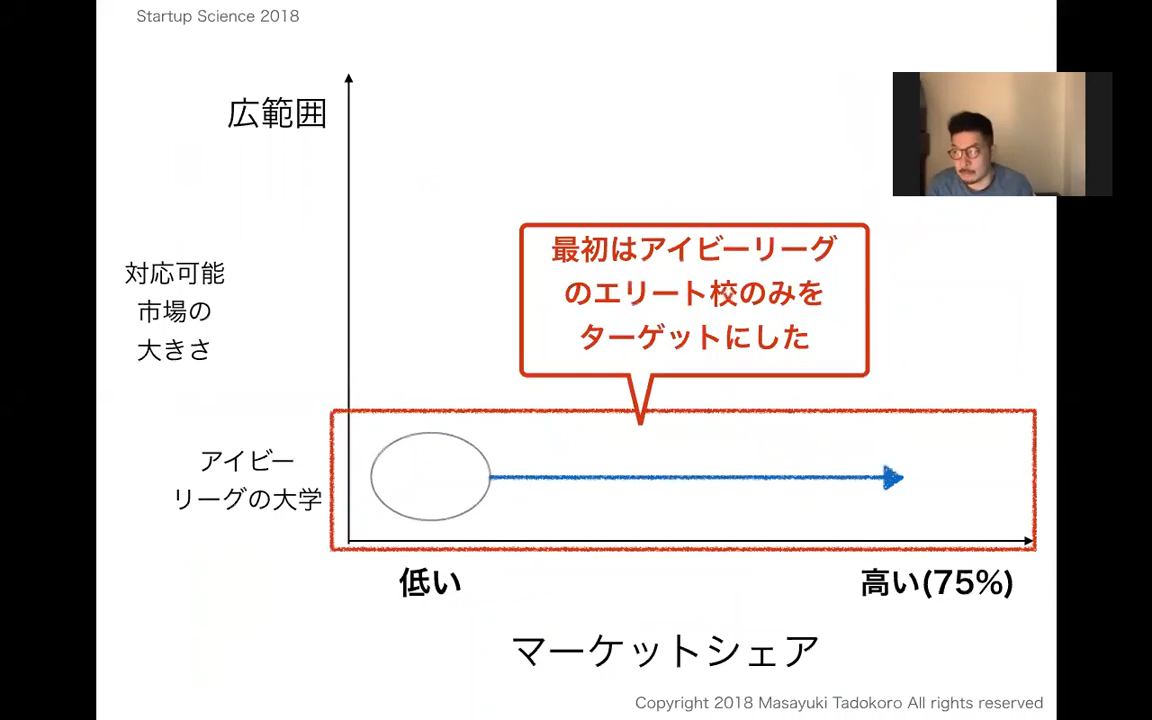 Startup Science 2018
広範囲
最初はアイビーリーグ
のエリート校のみを
ターゲットにした
対応可能
市場の
大きさ
アイビー
リーグの大学
低い
高い(75%)
マーケットシェア
Copyright 2018 Masayuki Tadokoro All rights reserved